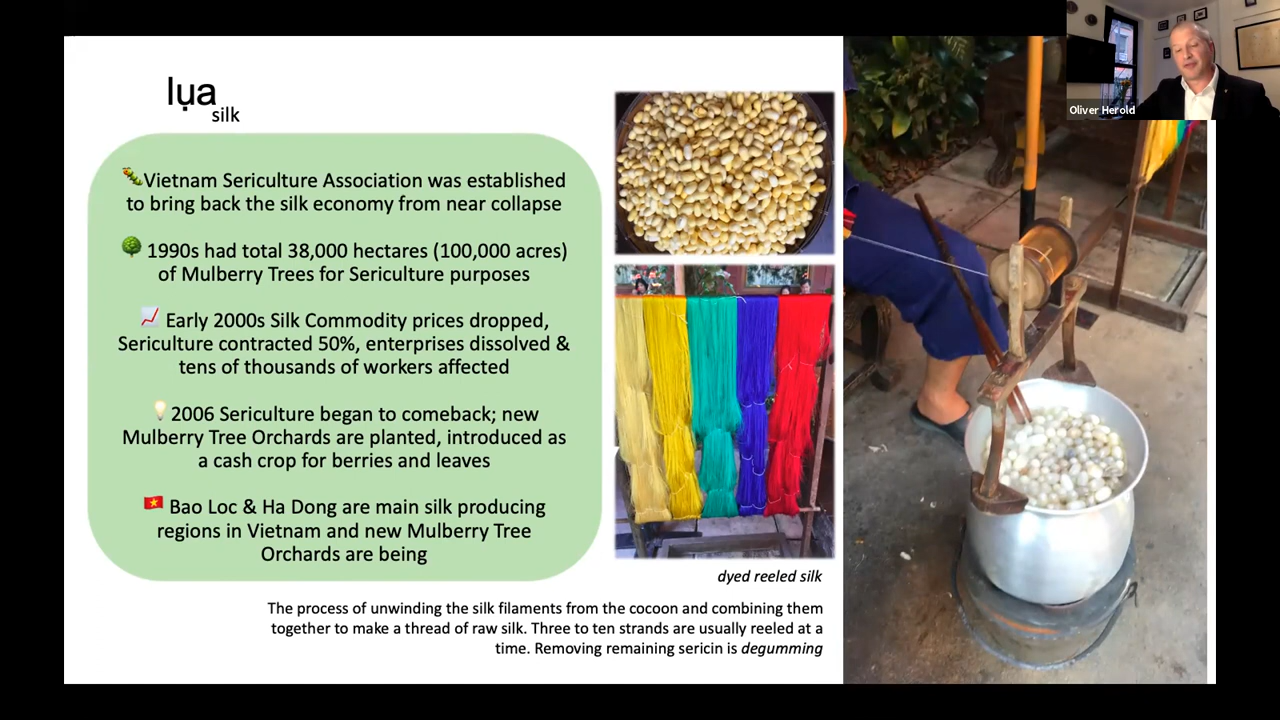 lụa
silk
Vietnam Sericulture Association was established
to bring back the silk economy from near collapse
1990s had total 38,000 hectares (100,000 acres)
of Mulberry Trees for Sericulture purposes
Early 2000s Silk Commodity prices dropped,
Sericulture contracted 50%, enterprises dissolved &
tens of thousands of workers affected
2006 Sericulture began to comeback; new
Mulberry Tree Orchards are planted, introduced as
a cash crop for berries and leaves
Bao Loc & Ha Dong are main silk producing
regions in Vietnam and new Mulberry Tree
Orchards are being
dyed reeled silk
The process of unwinding the silk filaments from the cocoon and combining them
together to make a thread of raw silk. Three to ten strands are usually reeled at a
time. Removing remaining sericin is degumming
Oliver Herold